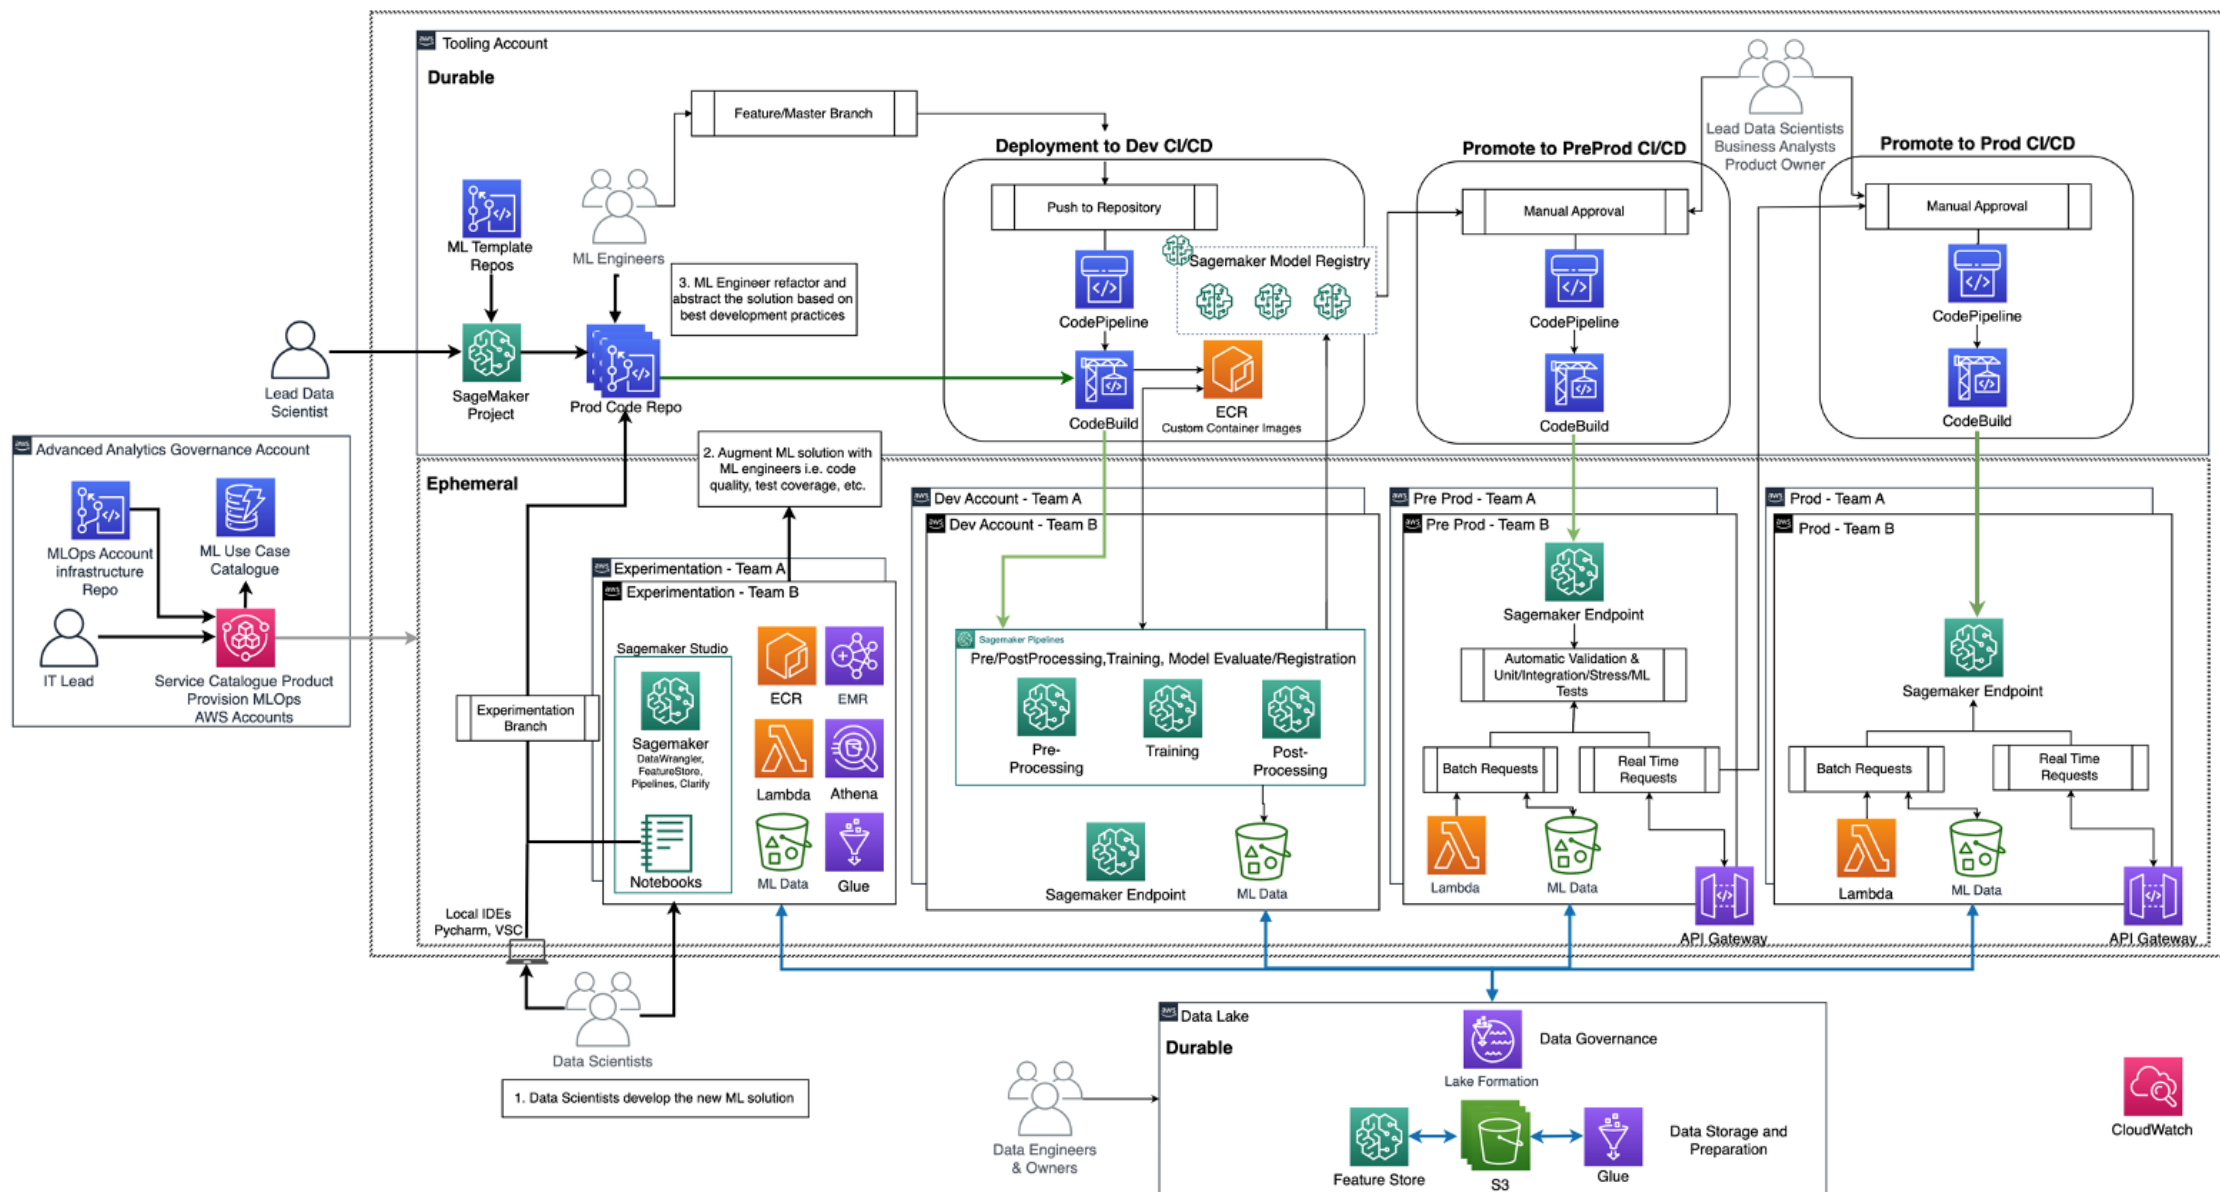 aws Tooling Account
Durable
Feature/Master Branch
Deployment to Dev CI/CD
Promote to PreProd CI/CD
Promote to Prod CI/CD
Lead Data Scientists
Business Analysts
Product Owner
Push to Repository
Manual Approval
Manual Approval
ML Template
Repos
ML Engineers
3. ML Engineer refactor and
abstract the solution based on
best development practices
Sagemaker Model Registry
CodePipeline
CodePipeline
CodePipeline
Lead Data
Scientist
SageMaker
Project
Prod Code Repo
CodeBuild
ECR
Custom Container Images
CodeBuild
CodeBuild
aws Advanced Analytics Governance Account
MLOps Account
infrastructure
Repo
ML Use Case
Catalogue
IT Lead
Service Catalogue Product
Provision MLOps
AWS Accounts
2. Augment ML solution with
ML engineers i.e. code
quality, test coverage, etc.
Ephemeral
aws Experimentation - Team A
aws Experimentation - Team B
Experimentation
Branch
Sagemaker Studio
Sagemaker
DataWrangler,
FeatureStore,
Pipelines, Clarify
Notebooks
ECR
EMR
Lambda
Athena
ML Data
Glue
aws Dev Account - Team A
aws Dev Account - Team B
Sagemaker Pipelines
Pre/PostProcessing,Training, Model Evaluate/Registration
Pre-
Processing
Training
Post-
Processing
Sagemaker Endpoint
ML Data
aws Pre Prod - Team A
aws Pre Prod - Team B
Sagemaker Endpoint
Automatic Validation &
Unit/Integration/Stress/ML
Tests
Batch Requests
Real Time
Requests
Lambda
ML Data
API Gateway
aws Prod - Team A
aws Prod - Team B
Sagemaker Endpoint
Batch Requests
Real Time
Requests
Lambda
ML Data
API Gateway
Local IDEs
Pycharm, VSC
Data Scientists
1. Data Scientists develop the new ML solution
Data Engineers
& Owners
aws Data Lake
Durable
Lake Formation
Data Governance
Feature Store
S3
Glue
Data Storage and
Preparation
CloudWatch